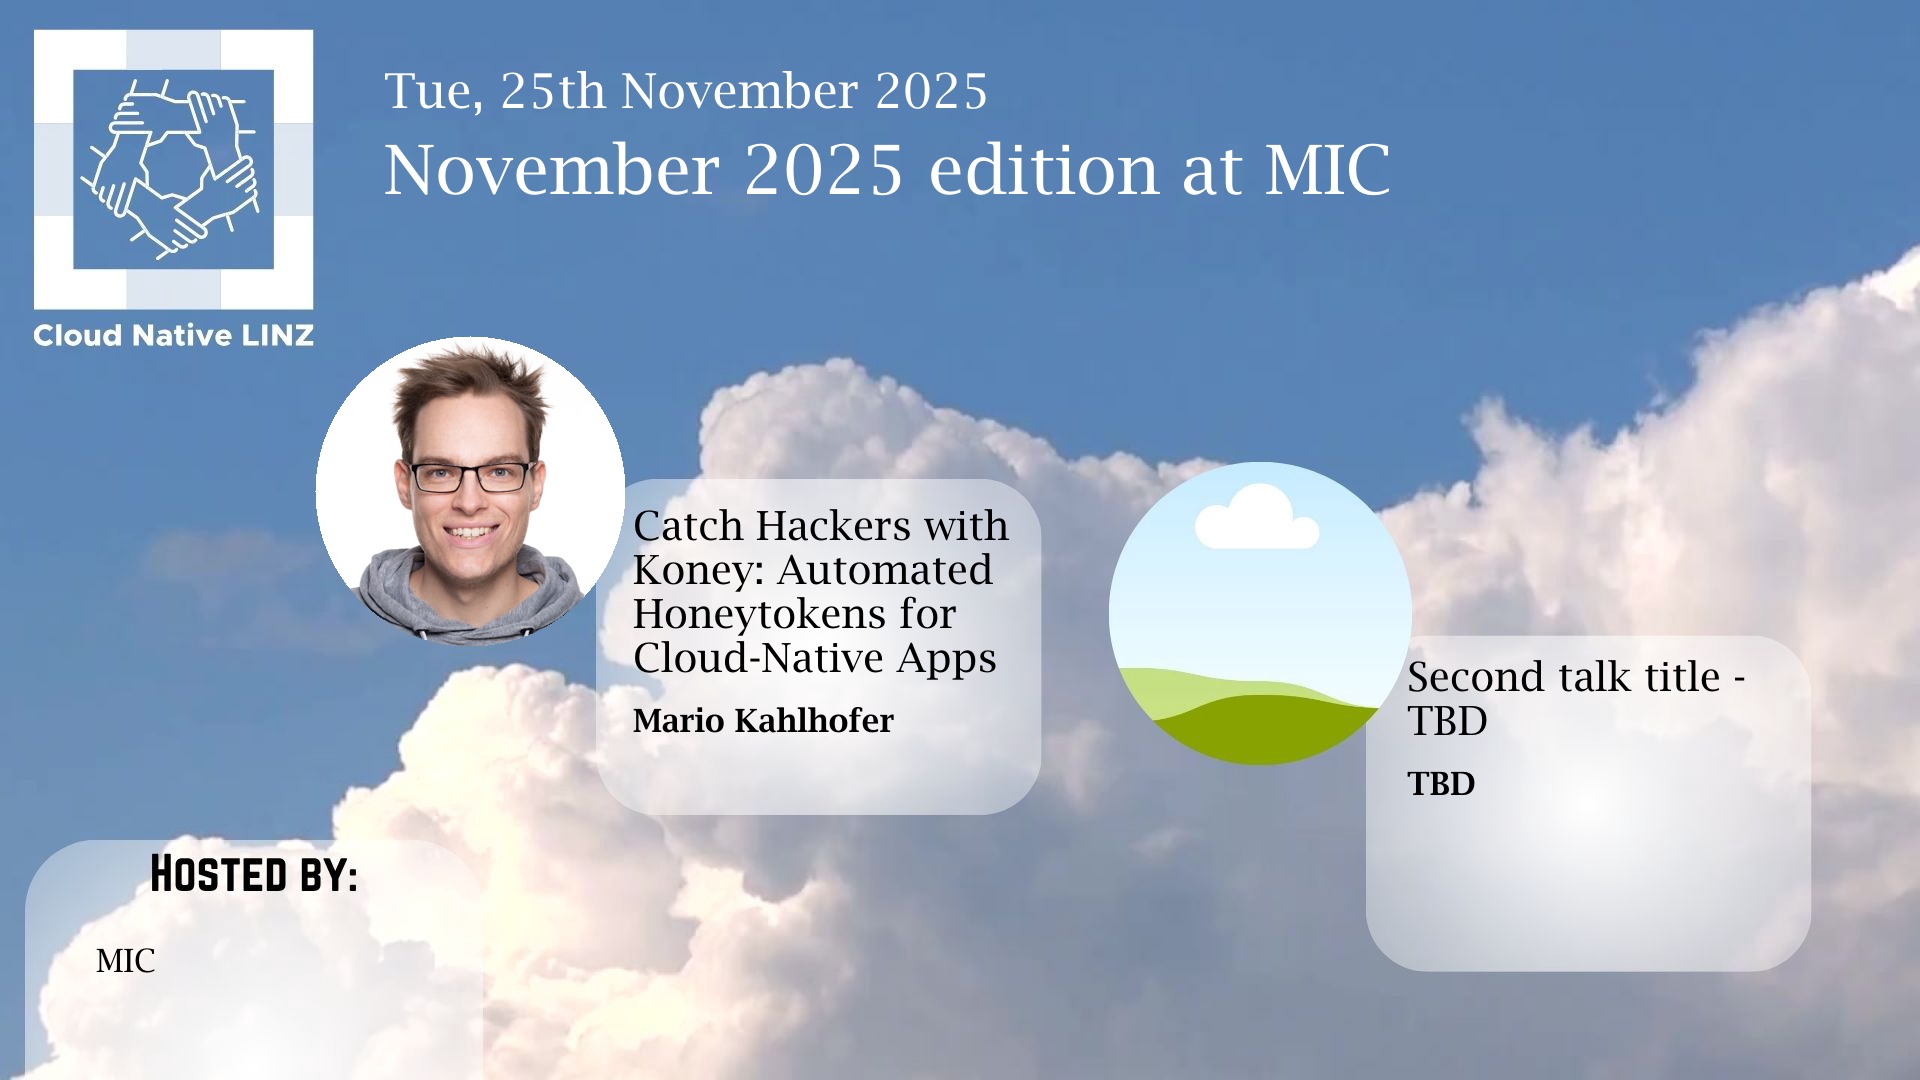 Tue, 25th November 2025
November 2025 edition at MIC
Cloud Native LINZ
Catch Hackers with
Koney: Automated
Honeytokens for
Cloud-Native Apps
Mario Kahlhofer
Second talk title -
TBD
TBD
HOSTED BY:
MIC